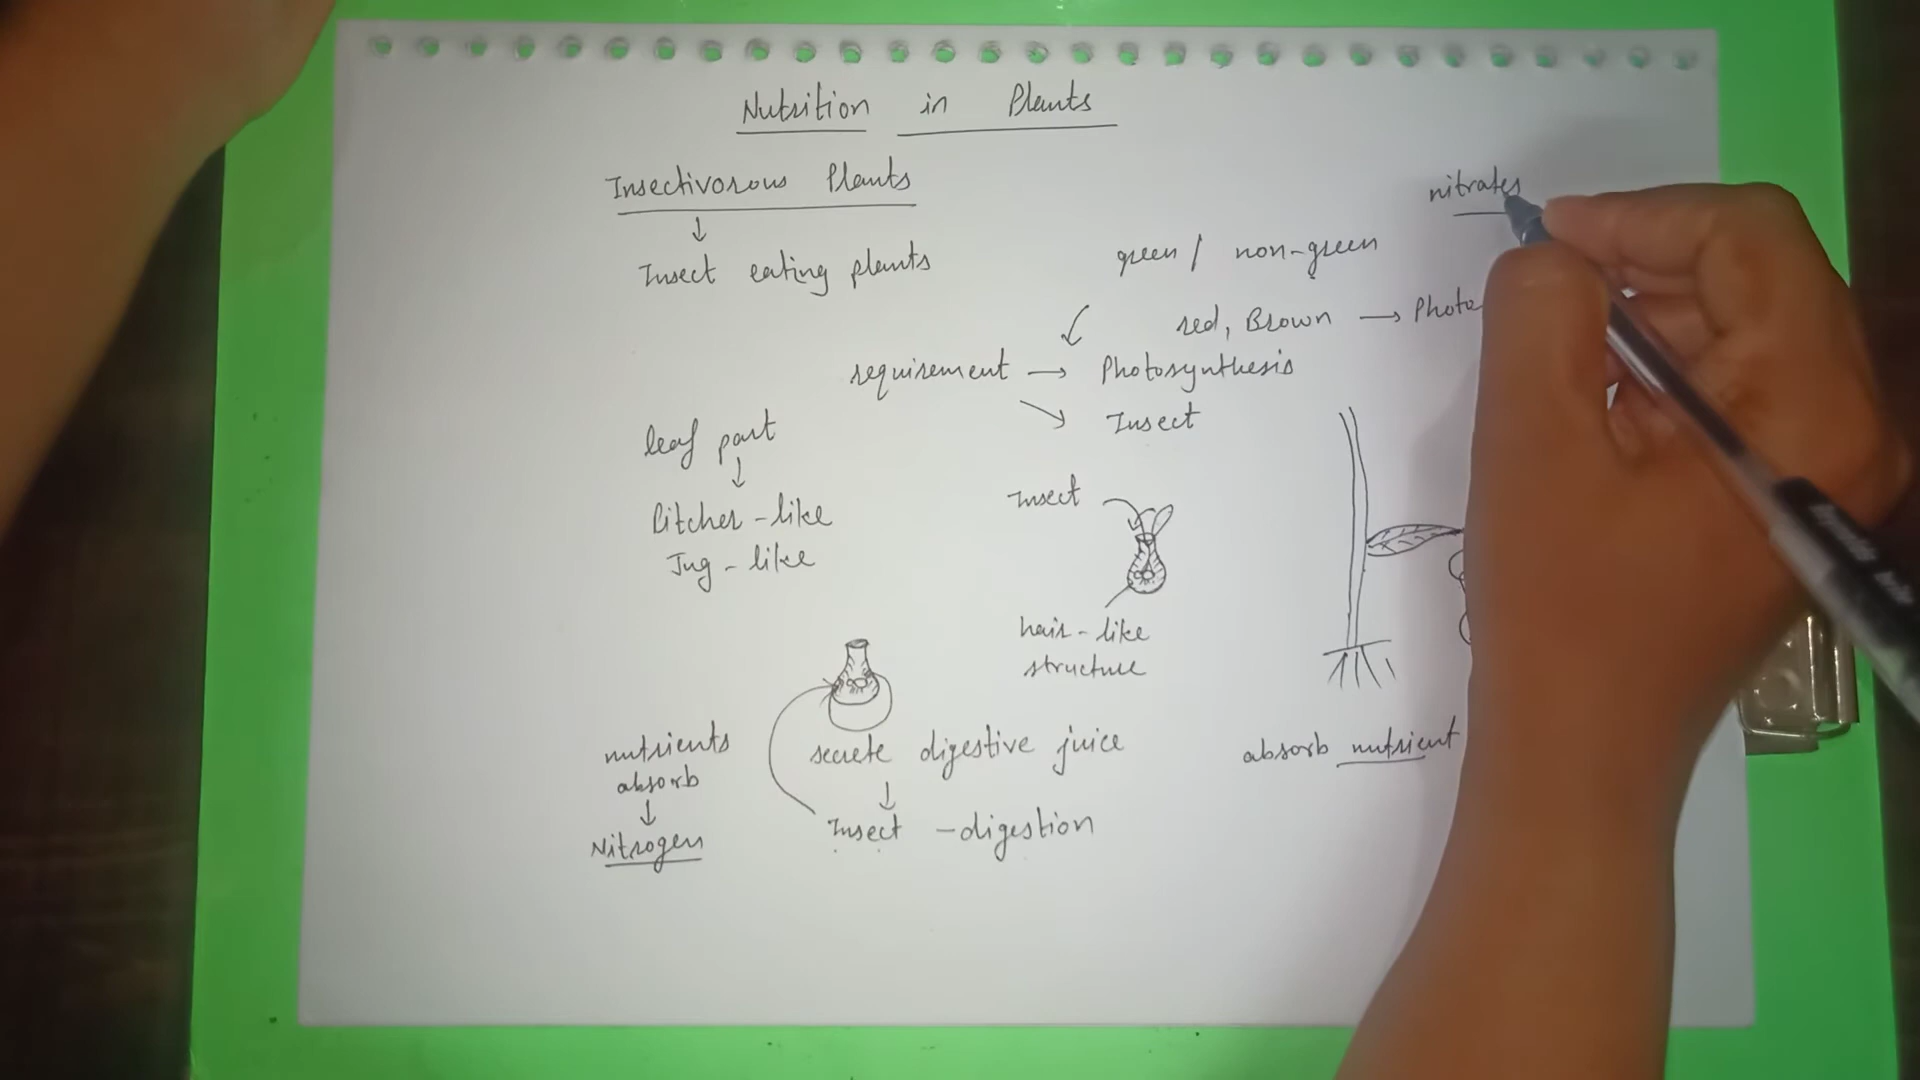 Nutrition in Plants
Insectivorous Plants
↓
Insect eating plants
nitrates
green / non-green
red, Brown → Photo
requirement → Photosynthesis
Insect
leaf part
↓
Pitcher-like
Jug-like
Insect
hair-like
structure
secrete digestive juice
↓
Insect - digestion
nutrients
absorb
↓
Nitrogen
absorb nutrient